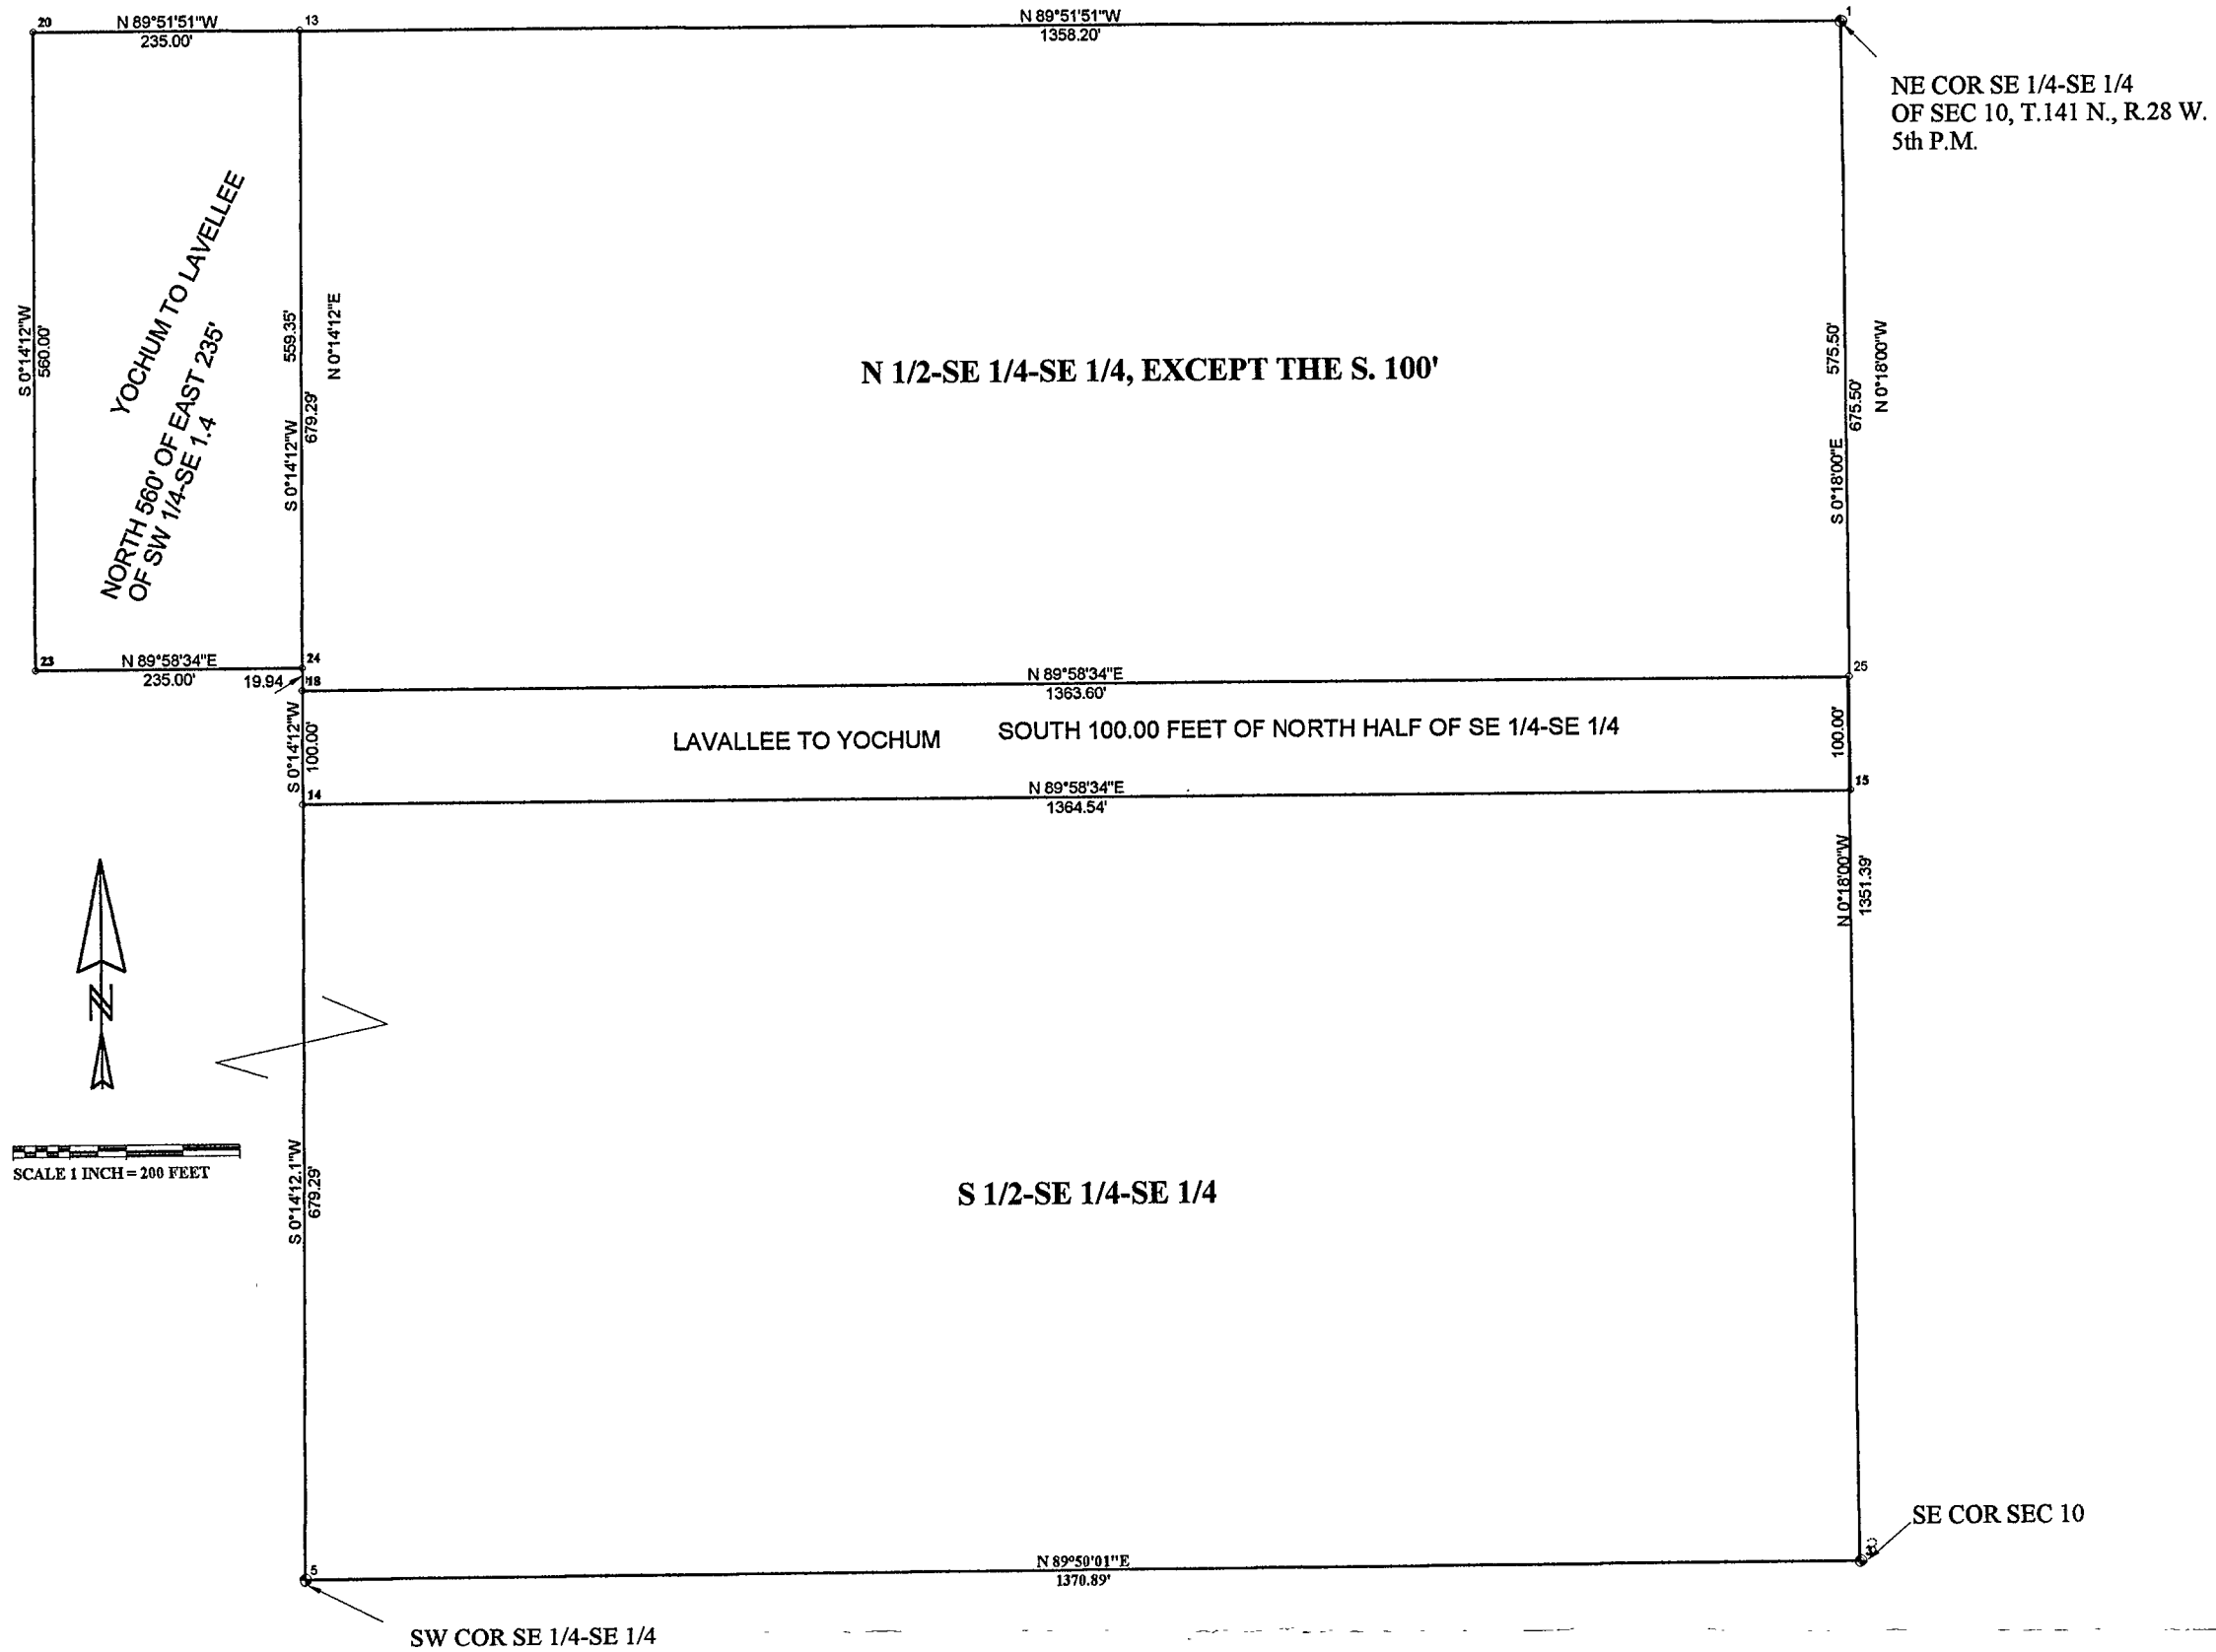 20
N 89°51'51"W
235.00'
13
N 89°51'51"W
1358.20'
1
NE COR SE 1/4-SE 1/4
OF SEC 10, T.141 N., R.28 W.
5th P.M.
YOCHUM TO LAVELLEE
NORTH 560' OF EAST 235'
OF SW 1/4-SE 1.4
S 0°14'12"W
560.00'
559.35'
N 0°14'12"E
S 0°14'12"W
679.29'
N 1/2-SE 1/4-SE 1/4, EXCEPT THE S. 100'
575.50'
675.50'
N 0°18'00"W
S 0°18'00"E
23
N 89°58'34"E
235.00'
24
19.94
18
N 89°58'34"E
1363.60'
25
S 0°14'12"W
100.00'
LAVALLEE TO YOCHUM
SOUTH 100.00 FEET OF NORTH HALF OF SE 1/4-SE 1/4
100.00'
14
N 89°58'34"E
1364.54'
15
N 0°18'00"W
1351.39'
N
SCALE 1 INCH = 200 FEET
S 0°14'12.1"W
679.29'
S 1/2-SE 1/4-SE 1/4
SE COR SEC 10
5
N 89°50'01"E
1370.89'
SW COR SE 1/4-SE 1/4